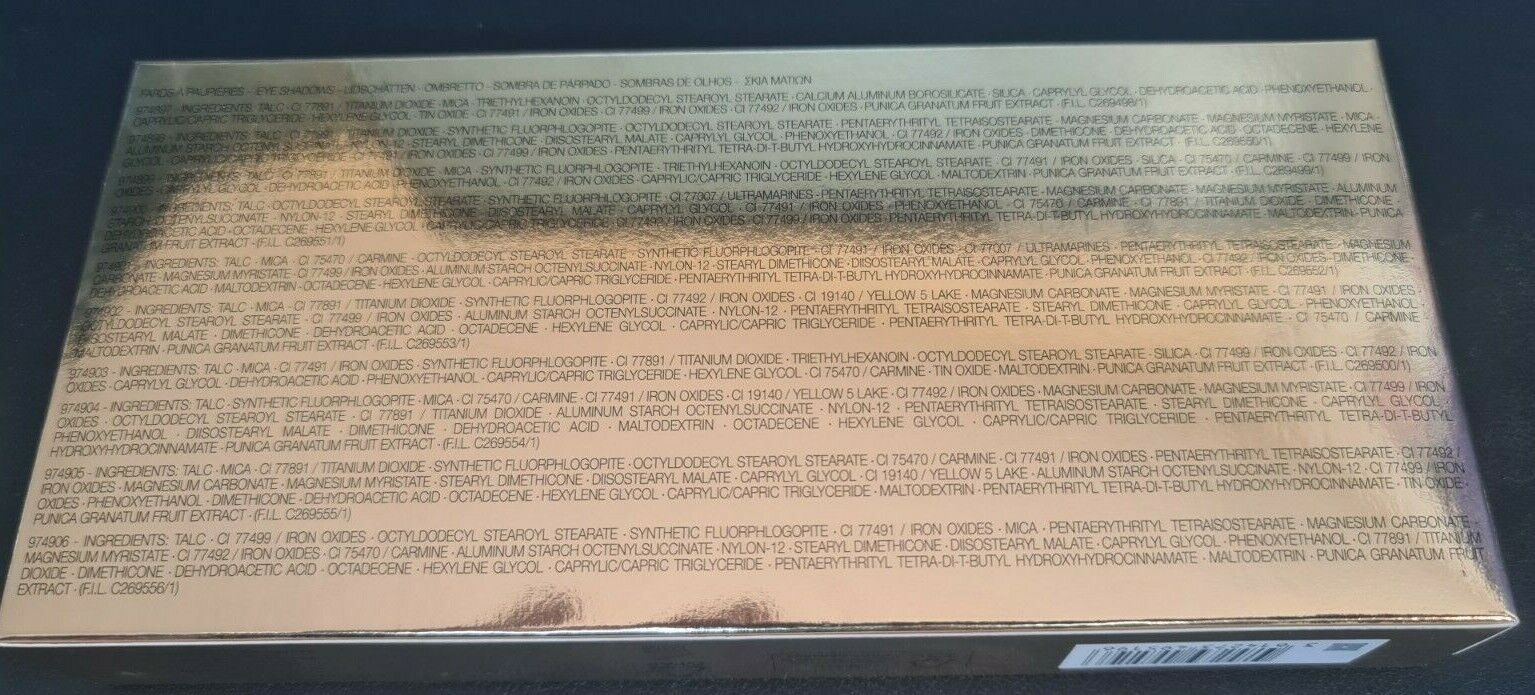 FARDS À PAUPIÈRES - EYE SHADOWS - LIDSCHATTEN - OMBRETTO - SOMBRA DE PÁRPADO - SOMBRAS DE OLHOS - ΣΚΙΑ ΜΑΤΙΩΝ
974897 - INGREDIENTS: TALC · CI 77891 / TITANIUM DIOXIDE · MICA · TRIETHYLHEXANOIN · OCTYLDODECYL STEAROYL STEARATE · CALCIUM ALUMINUM BOROSILICATE · SILICA · CAPRYLYL GLYCOL · DEHYDROACETIC ACID · PHENOXYETHANOL ·
CAPRYLIC/CAPRIC TRIGLYCERIDE · HEXYLENE GLYCOL · TIN OXIDE · CI 77491 / IRON OXIDES · CI 77499 / IRON OXIDES · CI 77492 / IRON OXIDES · PUNICA GRANATUM FRUIT EXTRACT · (F.I.L. C269498/1)
974898 - INGREDIENTS: TALC · CI 77891 / TITANIUM DIOXIDE · SYNTHETIC FLUORPHLOGOPITE · OCTYLDODECYL STEAROYL STEARATE · PENTAERYTHRITYL TETRAISOSTEARATE · MAGNESIUM CARBONATE · MAGNESIUM MYRISTATE · MICA ·
ALUMINUM STARCH OCTENYLSUCCINATE · NYLON-12 · STEARYL DIMETHICONE · DIISOSTEARYL MALATE · CAPRYLYL GLYCOL · PHENOXYETHANOL · CI 77492 / IRON OXIDES · DIMETHICONE · DEHYDROACETIC ACID · OCTADECENE · HEXYLENE
GLYCOL · CAPRYLIC/CAPRIC TRIGLYCERIDE · CI 77491 / IRON OXIDES · CI 77499 / IRON OXIDES · PENTAERYTHRITYL TETRA-DI-T-BUTYL HYDROXYHYDROCINNAMATE · PUNICA GRANATUM FRUIT EXTRACT · (F.I.L. C269550/1)
974899 - INGREDIENTS: TALC · CI 77891 / TITANIUM DIOXIDE · MICA · SYNTHETIC FLUORPHLOGOPITE · TRIETHYLHEXANOIN · OCTYLDODECYL STEAROYL STEARATE · CI 77491 / IRON OXIDES · SILICA · CI 75470 / CARMINE · CI 77499 / IRON
OXIDES · CAPRYLYL GLYCOL · DEHYDROACETIC ACID · PHENOXYETHANOL · CI 77492 / IRON OXIDES · CAPRYLIC/CAPRIC TRIGLYCERIDE · HEXYLENE GLYCOL · MALTODEXTRIN · PUNICA GRANATUM FRUIT EXTRACT · (F.I.L. C269499/1)
974900 - INGREDIENTS: TALC · OCTYLDODECYL STEAROYL STEARATE · SYNTHETIC FLUORPHLOGOPITE · CI 77007 / ULTRAMARINES · PENTAERYTHRITYL TETRAISOSTEARATE · MAGNESIUM CARBONATE · MAGNESIUM MYRISTATE · ALUMINUM
STARCH OCTENYLSUCCINATE · NYLON-12 · STEARYL DIMETHICONE · DIISOSTEARYL MALATE · CAPRYLYL GLYCOL · CI 77491 / IRON OXIDES · PHENOXYETHANOL · CI 75470 / CARMINE · CI 77891 / TITANIUM DIOXIDE · DIMETHICONE ·
DEHYDROACETIC ACID · OCTADECENE · HEXYLENE GLYCOL · CAPRYLIC/CAPRIC TRIGLYCERIDE · CI 77499 / IRON OXIDES · PENTAERYTHRITYL TETRA-DI-T-BUTYL HYDROXYHYDROCINNAMATE · MALTODEXTRIN · PUNICA
GRANATUM FRUIT EXTRACT · (F.I.L. C269551/1)
INGREDIENTS: TALC · MICA · CI 75470 / CARMINE · OCTYLDODECYL STEAROYL STEARATE · SYNTHETIC FLUORPHLOGOPITE · CI 77491 / IRON OXIDES · CI 77007 / ULTRAMARINES · PENTAERYTHRITYL TETRAISOSTEARATE · MAGNESIUM
CARBONATE · MAGNESIUM MYRISTATE · CI 77499 / IRON OXIDES · ALUMINUM STARCH OCTENYLSUCCINATE · NYLON-12 · STEARYL DIMETHICONE · DIISOSTEARYL MALATE · CAPRYLYL GLYCOL · PHENOXYETHANOL · CI 77492 / IRON OXIDES · DIMETHICONE ·
DEHYDROACETIC ACID · MALTODEXTRIN · OCTADECENE · HEXYLENE GLYCOL · CAPRYLIC/CAPRIC TRIGLYCERIDE · PENTAERYTHRITYL TETRA-DI-T-BUTYL HYDROXYHYDROCINNAMATE · PUNICA GRANATUM FRUIT EXTRACT · (F.I.L. C269552/1)
974902 - INGREDIENTS: TALC · MICA · CI 77891 / TITANIUM DIOXIDE · SYNTHETIC FLUORPHLOGOPITE · CI 77492 / IRON OXIDES · CI 19140 / YELLOW 5 LAKE · MAGNESIUM CARBONATE · MAGNESIUM MYRISTATE · CI 77491 / IRON OXIDES ·
OCTYLDODECYL STEAROYL STEARATE · CI 77499 / IRON OXIDES · ALUMINUM STARCH OCTENYLSUCCINATE · NYLON-12 · PENTAERYTHRITYL TETRAISOSTEARATE · STEARYL DIMETHICONE · CAPRYLYL GLYCOL · PHENOXYETHANOL ·
DIISOSTEARYL MALATE · DIMETHICONE · DEHYDROACETIC ACID · OCTADECENE · HEXYLENE GLYCOL · CAPRYLIC/CAPRIC TRIGLYCERIDE · PENTAERYTHRITYL TETRA-DI-T-BUTYL HYDROXYHYDROCINNAMATE · CI 75470 / CARMINE ·
MALTODEXTRIN · PUNICA GRANATUM FRUIT EXTRACT · (F.I.L. C269553/1)
974903 - INGREDIENTS: TALC · MICA · CI 77491 / IRON OXIDES · SYNTHETIC FLUORPHLOGOPITE · CI 77891 / TITANIUM DIOXIDE · TRIETHYLHEXANOIN · OCTYLDODECYL STEAROYL STEARATE · SILICA · CI 77499 / IRON OXIDES · CI 77492 / IRON
OXIDES · CAPRYLYL GLYCOL · DEHYDROACETIC ACID · PHENOXYETHANOL · CAPRYLIC/CAPRIC TRIGLYCERIDE · HEXYLENE GLYCOL · CI 75470 / CARMINE · TIN OXIDE · MALTODEXTRIN · PUNICA GRANATUM FRUIT EXTRACT · (F.I.L. C269500/1)
974904 - INGREDIENTS: TALC · SYNTHETIC FLUORPHLOGOPITE · MICA · CI 75470 / CARMINE · CI 77491 / IRON OXIDES · CI 19140 / YELLOW 5 LAKE · CI 77492 / IRON OXIDES · MAGNESIUM CARBONATE · MAGNESIUM MYRISTATE · CI 77499 / IRON
OXIDES · OCTYLDODECYL STEAROYL STEARATE · CI 77891 / TITANIUM DIOXIDE · ALUMINUM STARCH OCTENYLSUCCINATE · NYLON-12 · PENTAERYTHRITYL TETRAISOSTEARATE · STEARYL DIMETHICONE · CAPRYLYL GLYCOL ·
PHENOXYETHANOL · DIISOSTEARYL MALATE · DIMETHICONE · DEHYDROACETIC ACID · MALTODEXTRIN · OCTADECENE · HEXYLENE GLYCOL · CAPRYLIC/CAPRIC TRIGLYCERIDE · PENTAERYTHRITYL TETRA-DI-T-BUTYL
HYDROXYHYDROCINNAMATE · PUNICA GRANATUM FRUIT EXTRACT · (F.I.L. C269554/1)
974905 - INGREDIENTS: TALC · MICA · CI 77891 / TITANIUM DIOXIDE · SYNTHETIC FLUORPHLOGOPITE · OCTYLDODECYL STEAROYL STEARATE · CI 75470 / CARMINE · CI 77491 / IRON OXIDES · PENTAERYTHRITYL TETRAISOSTEARATE · CI 77492 /
IRON OXIDES · MAGNESIUM CARBONATE · MAGNESIUM MYRISTATE · STEARYL DIMETHICONE · DIISOSTEARYL MALATE · CAPRYLYL GLYCOL · CI 19140 / YELLOW 5 LAKE · ALUMINUM STARCH OCTENYLSUCCINATE · NYLON-12 · CI 77499 / IRON
OXIDES · PHENOXYETHANOL · DIMETHICONE · DEHYDROACETIC ACID · OCTADECENE · HEXYLENE GLYCOL · CAPRYLIC/CAPRIC TRIGLYCERIDE · MALTODEXTRIN · PENTAERYTHRITYL TETRA-DI-T-BUTYL HYDROXYHYDROCINNAMATE · TIN OXIDE ·
PUNICA GRANATUM FRUIT EXTRACT · (F.I.L. C269555/1)
974906 - INGREDIENTS: TALC · CI 77499 / IRON OXIDES · OCTYLDODECYL STEAROYL STEARATE · SYNTHETIC FLUORPHLOGOPITE · CI 77491 / IRON OXIDES · MICA · PENTAERYTHRITYL TETRAISOSTEARATE · MAGNESIUM CARBONATE ·
MAGNESIUM MYRISTATE · CI 77492 / IRON OXIDES · CI 75470 / CARMINE · ALUMINUM STARCH OCTENYLSUCCINATE · NYLON-12 · STEARYL DIMETHICONE · DIISOSTEARYL MALATE · CAPRYLYL GLYCOL · PHENOXYETHANOL · CI 77891 / TITANIUM
DIOXIDE · DIMETHICONE · DEHYDROACETIC ACID · OCTADECENE · HEXYLENE GLYCOL · CAPRYLIC/CAPRIC TRIGLYCERIDE · PENTAERYTHRITYL TETRA-DI-T-BUTYL HYDROXYHYDROCINNAMATE · MALTODEXTRIN · PUNICA GRANATUM FRUIT
EXTRACT · (F.I.L. C269556/1)